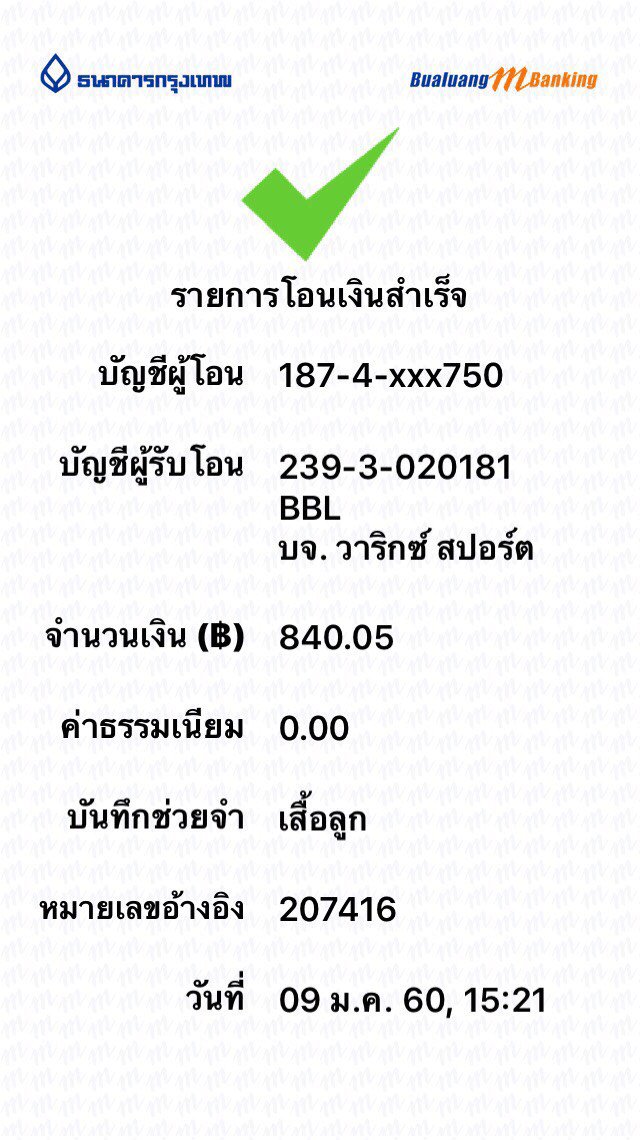 ธนาคารกรุงเทพ Bualuang mBanking
รายการโอนเงินสำเร็จ
บัญชีผู้โอน 187-4-xxx750
บัญชีผู้รับโอน 239-3-020181
BBL
บจ. วาริกซ์ สปอร์ต
จำนวนเงิน (฿) 840.05
ค่าธรรมเนียม 0.00
บันทึกช่วยจำ เสื้อลูก
หมายเลขอ้างอิง 207416
วันที่ 09 ม.ค. 60, 15:21